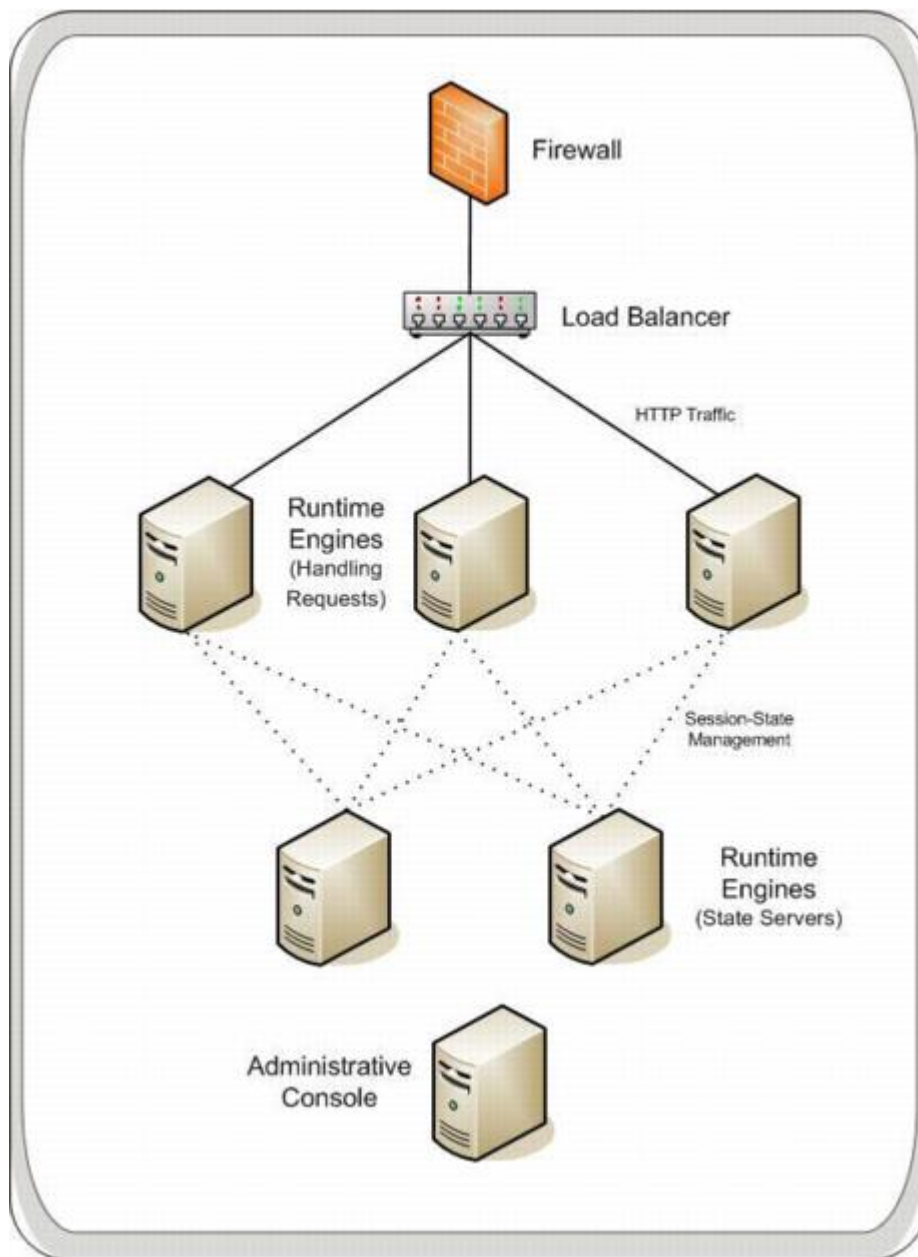 Firewall
Load Balancer
HTTP Traffic
Runtime
Engines
(Handling
Requests)
Session-State
Management
Runtime
Engines
(State Servers)
Administrative
Console